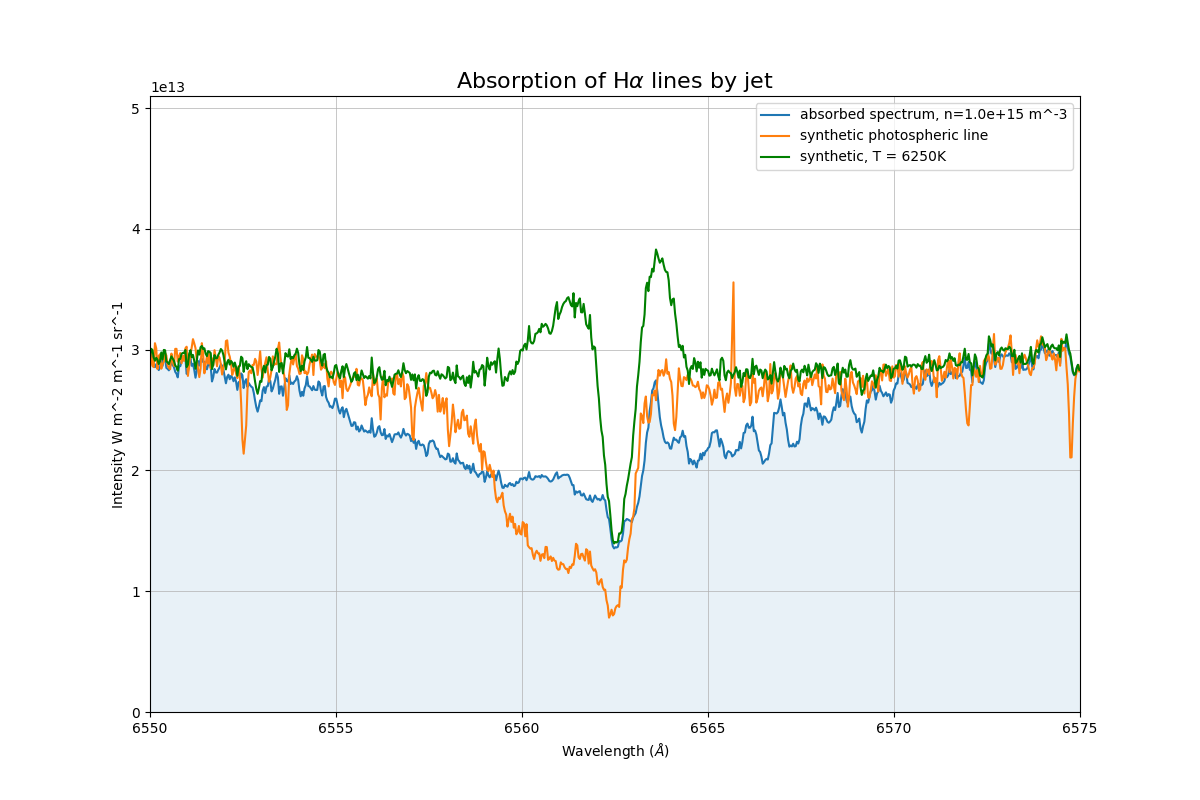 Absorption of Hα lines by jet
1e13
5
4
3
2
1
0
Intensity W m^-2 m^-1 sr^-1
absorbed spectrum, n=1.0e+15 m^-3
synthetic photospheric line
synthetic, T = 6250K
6550 6555 6560 6565 6570 6575
Wavelength (Å)